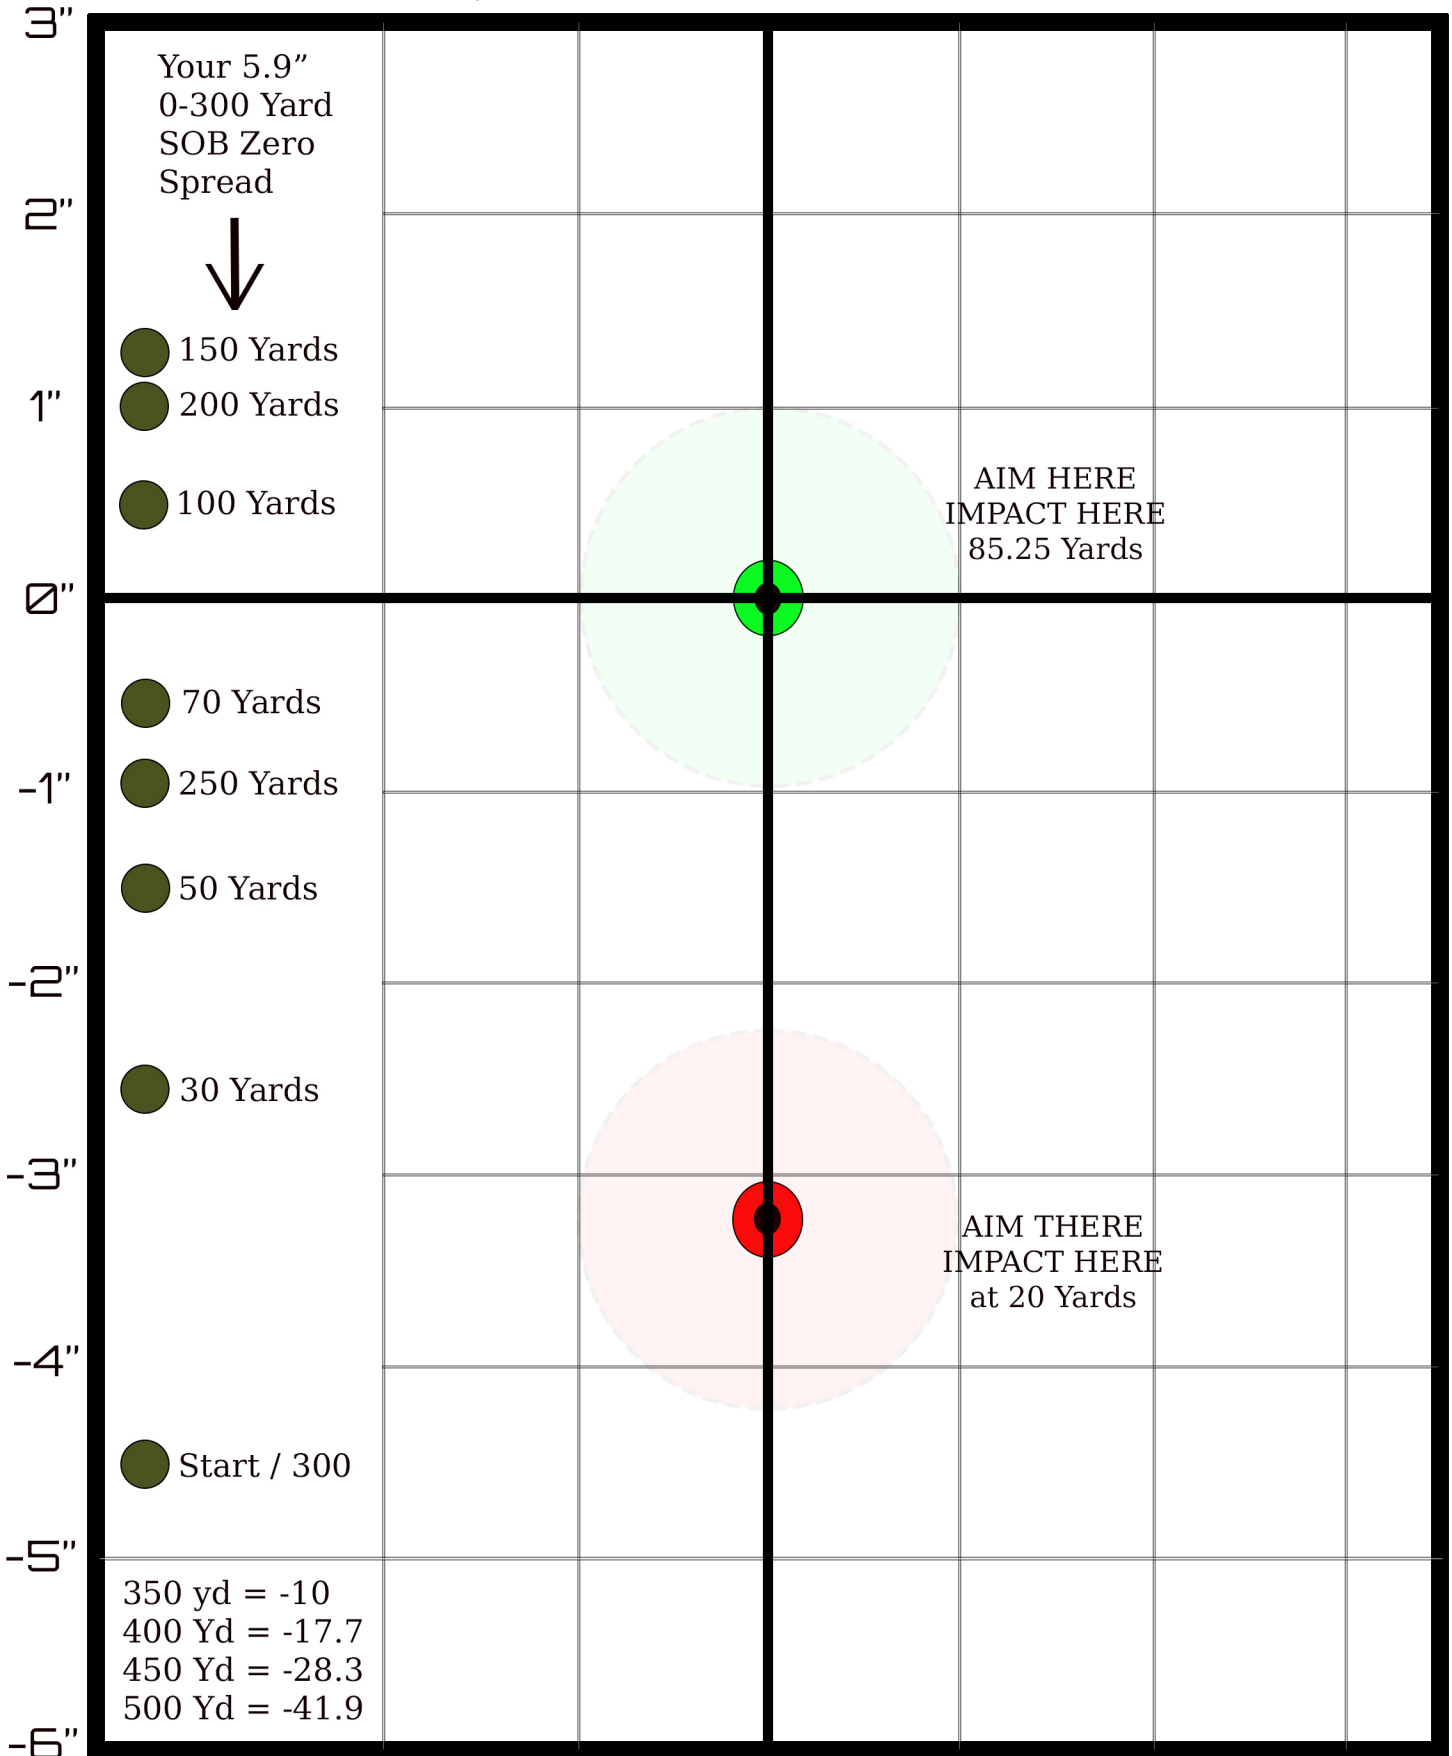 3”
Your 5.9”
0-300 Yard
SOB Zero
Spread
2”
150 Yards
1”
200 Yards
100 Yards
AIM HERE
IMPACT HERE
85.25 Yards
0”
70 Yards
-1”
250 Yards
50 Yards
-2”
30 Yards
-3”
AIM THERE
IMPACT HERE
at 20 Yards
-4”
Start / 300
-5”
350 yd = -10
400 Yd = -17.7
450 Yd = -28.3
500 Yd = -41.9
-6”